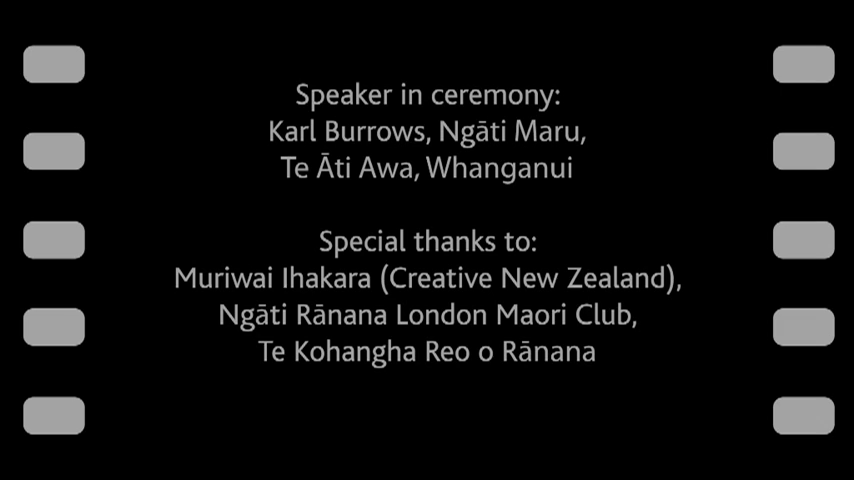 Speaker in ceremony:
Karl Burrows, Ngāti Maru,
Te Āti Awa, Whanganui
Special thanks to:
Muriwai Ihakara (Creative New Zealand),
Ngāti Rānana London Maori Club,
Te Kohangha Reo o Rānana